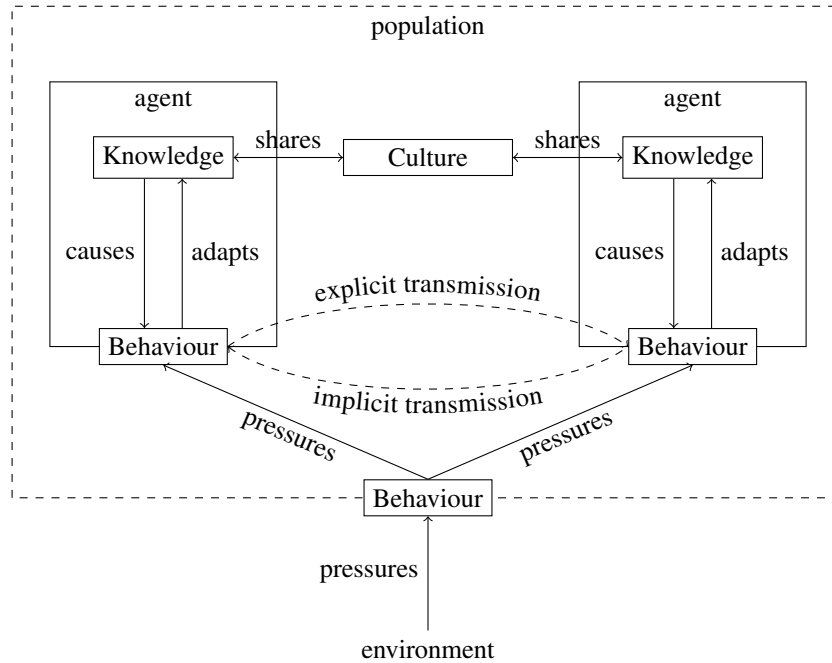 population
agent
agent
Knowledge
shares
Culture
shares
Knowledge
causes
adapts
causes
adapts
explicit transmission
Behaviour
Behaviour
implicit transmission
pressures
pressures
Behaviour
pressures
environment